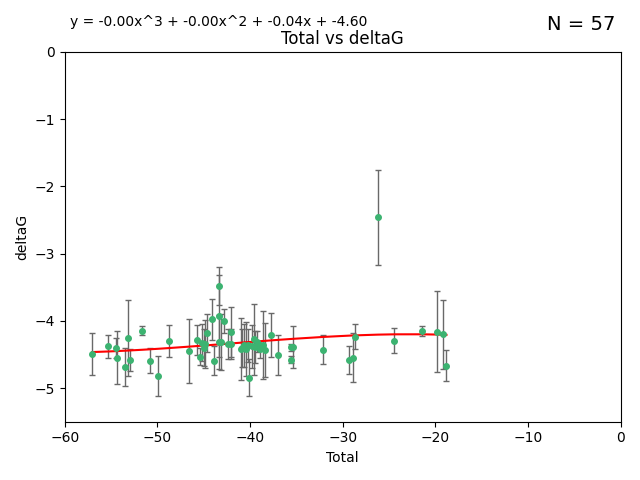 y = -0.00x^3 + -0.00x^2 + -0.04x + -4.60
N = 57
Total vs deltaG
0
−1
−2
−3
−4
−5
deltaG
−60
−50
−40
−30
−20
−10
0
Total